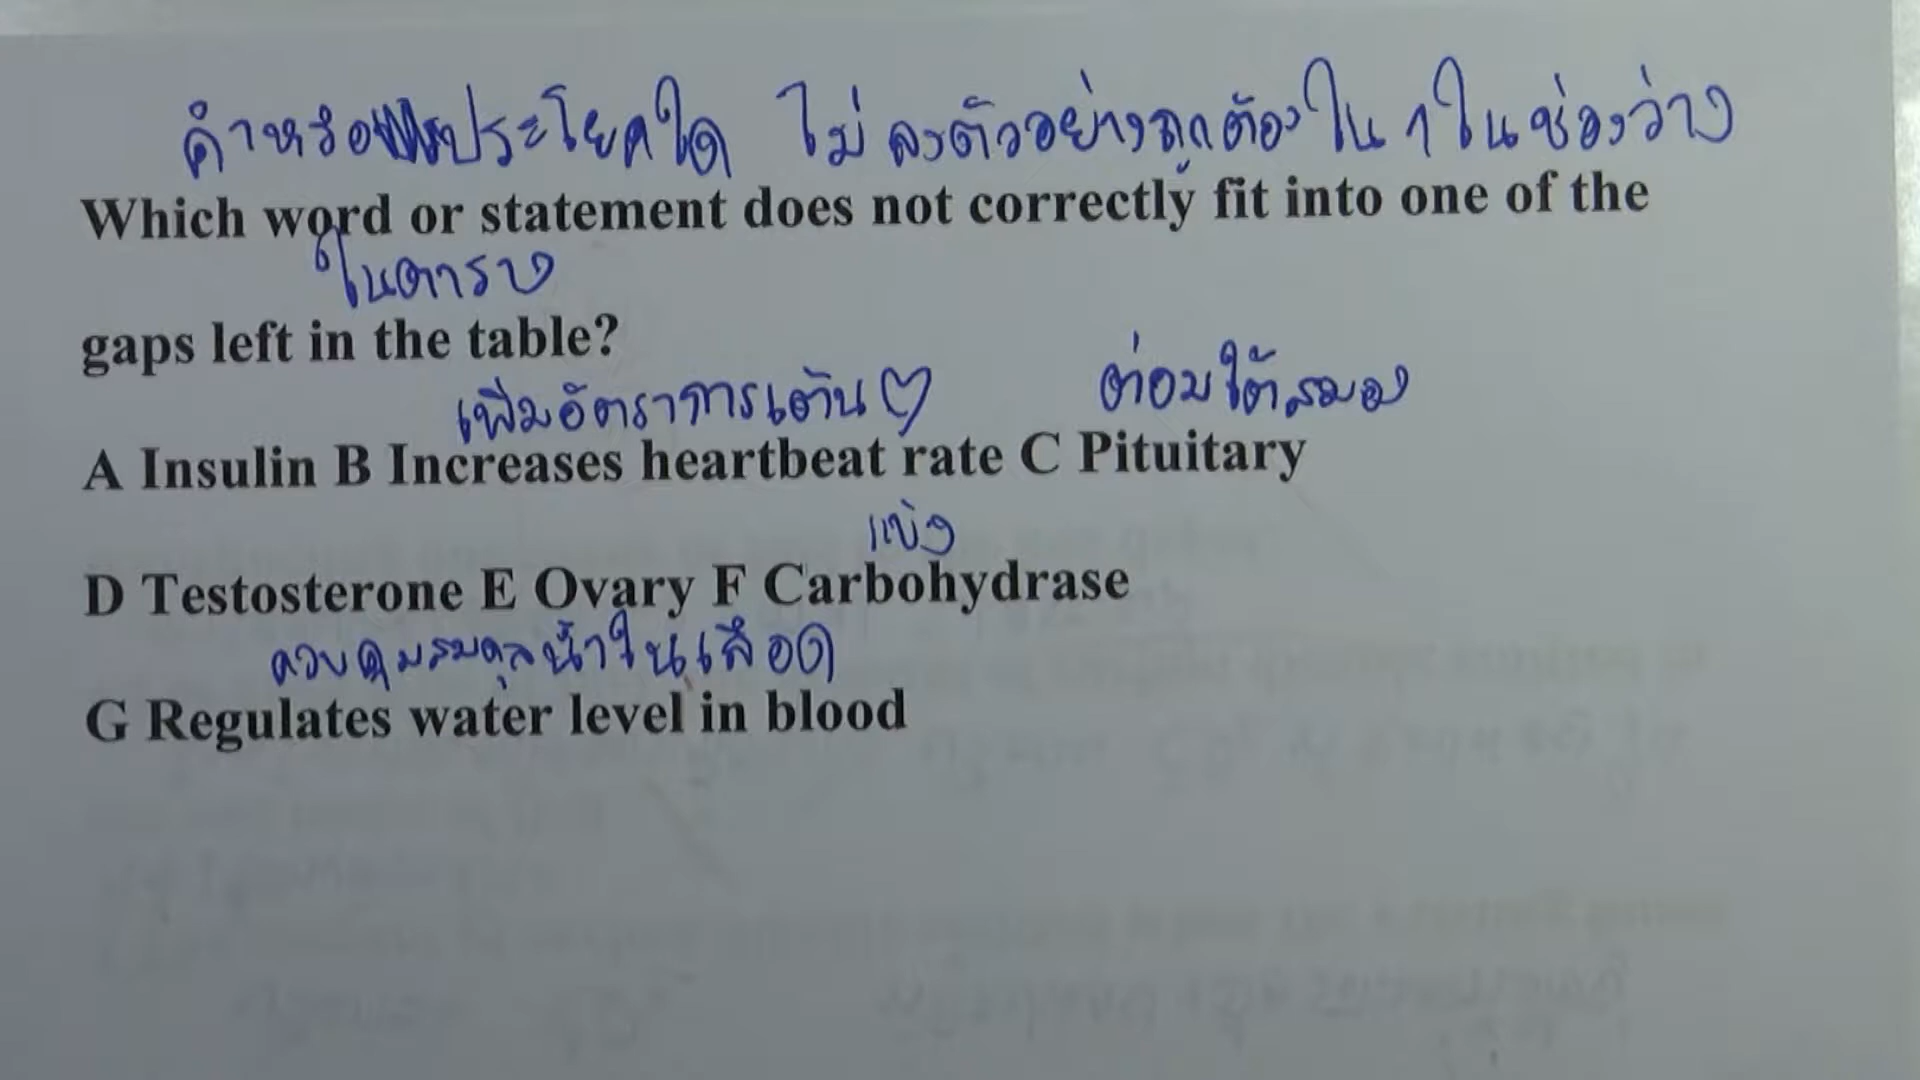 คำหรือประโยคใด ไม่ลงตัวอย่างถูกต้องใน 1 ในช่องว่าง
Which word or statement does not correctly fit into one of the
ในตาราง
gaps left in the table?
เพิ่มอัตราการเต้น♡ ต่อมใต้สมอง
A Insulin B Increases heartbeat rate C Pituitary
แป้ง
D Testosterone E Ovary F Carbohydrase
ควบคุมสมดุลน้ำในเลือด
G Regulates water level in blood